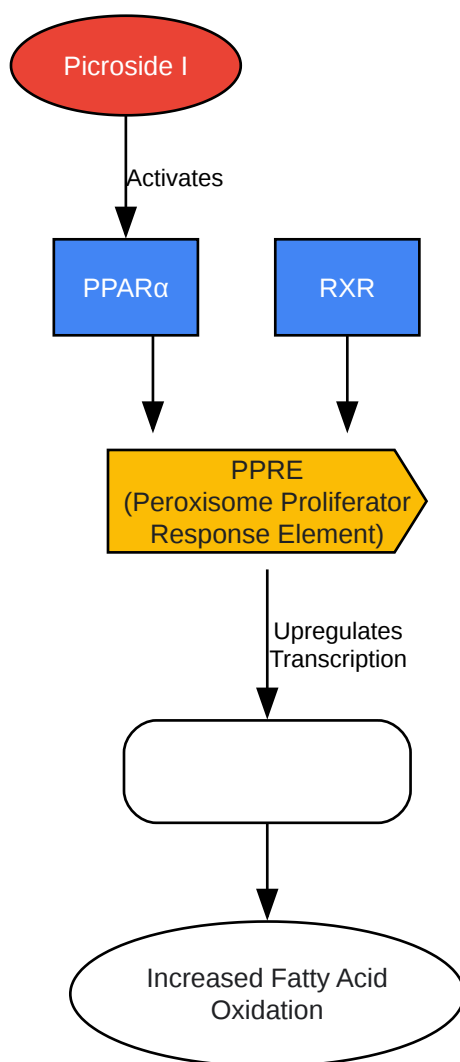 Picroside I
Activates
PPARα
RXR
PPRE
(Peroxisome Proliferator
Response Element)
Upregulates
Transcription
Increased Fatty Acid
Oxidation